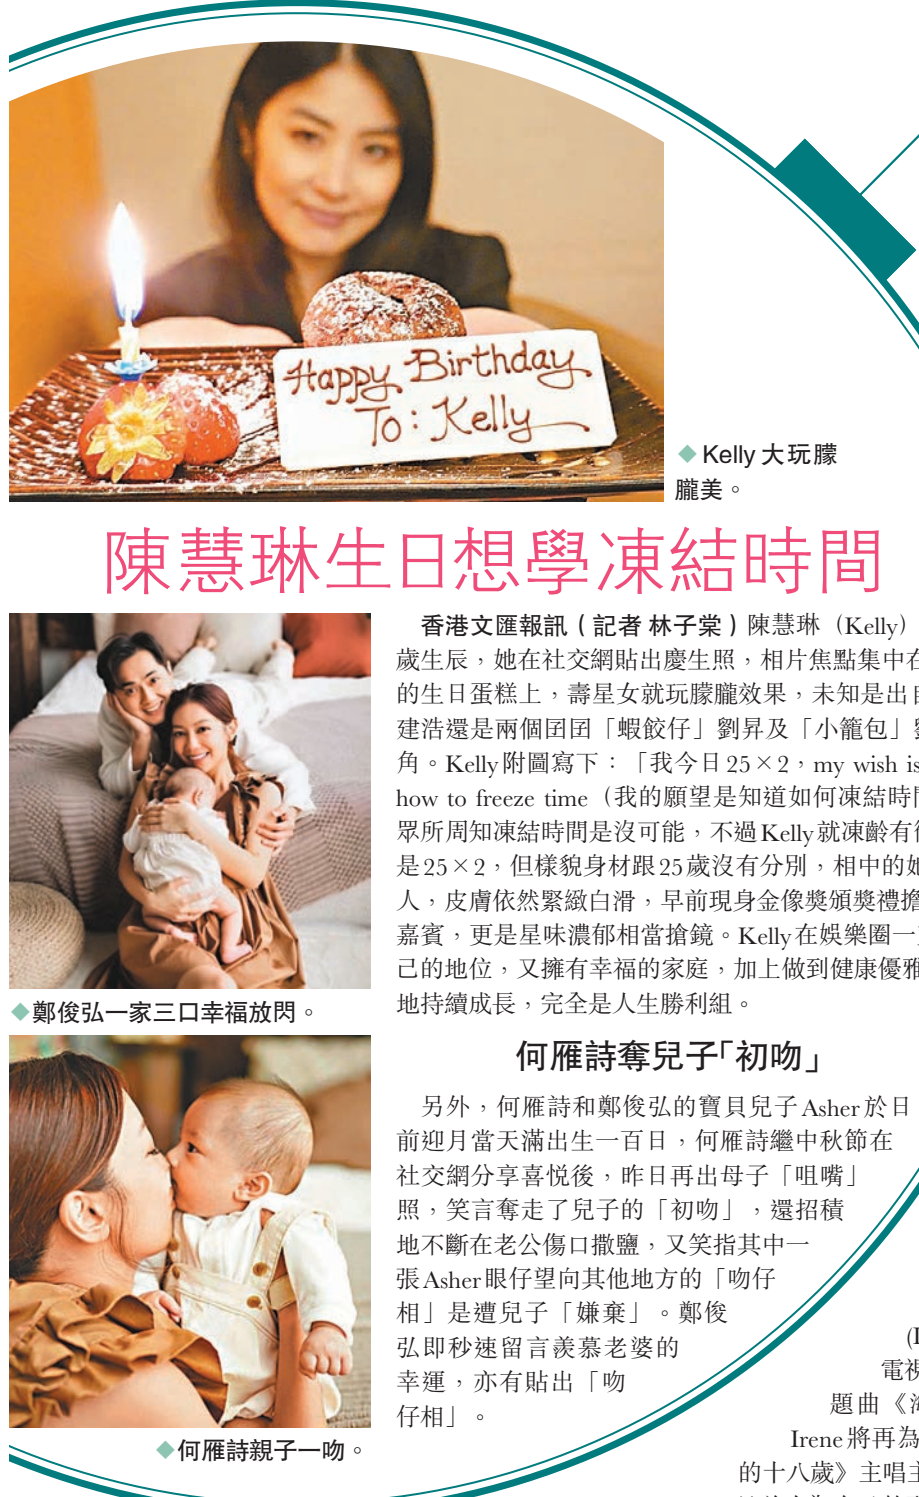 Happy Birthday
To: Kelly
◆Kelly 大玩朦
朧美。
陳慧琳生日想學凍結時間
香港文匯報訊（記者 林子棠）陳慧琳（Kelly）
歲生辰，她在社交網貼出慶生照，相片焦點集中在
的生日蛋糕上，壽星女就玩朦朧效果，未知是出自
建浩還是兩個囝囝「蝦餃仔」劉昇及「小籠包」劉
角。Kelly附圖寫下：「我今日25×2，my wish is
how to freeze time（我的願望是知道如何凍結時間
眾所周知凍結時間是沒可能，不過Kelly就凍齡有術
是25×2，但樣貌身材跟25歲沒有分別，相中的她
人，皮膚依然緊緻白滑，早前現身金像獎頒獎禮擔
嘉賓，更是星味濃郁相當搶鏡。Kelly在娛樂圈一
己的地位，又擁有幸福的家庭，加上做到健康優雅
地持續成長，完全是人生勝利組。
◆鄭俊弘一家三口幸福放閃。
何雁詩奪兒子「初吻」
另外，何雁詩和鄭俊弘的寶貝兒子Asher於日
前迎月當天滿出生一百日，何雁詩繼中秋節在
社交網分享喜悅後，昨日再出母子「咀嘴」
照，笑言奪走了兒子的「初吻」，還招積
地不斷在老公傷口撒鹽，又笑指其中一
張Asher眼仔望向其他地方的「吻仔
相」是遭兒子「嫌棄」。鄭俊
弘即秒速留言羨慕老婆的
幸運，亦有貼出「吻
仔相」。
◆何雁詩親子一吻。
電視
題曲《海
Irene將再為
的十八歲》主唱主